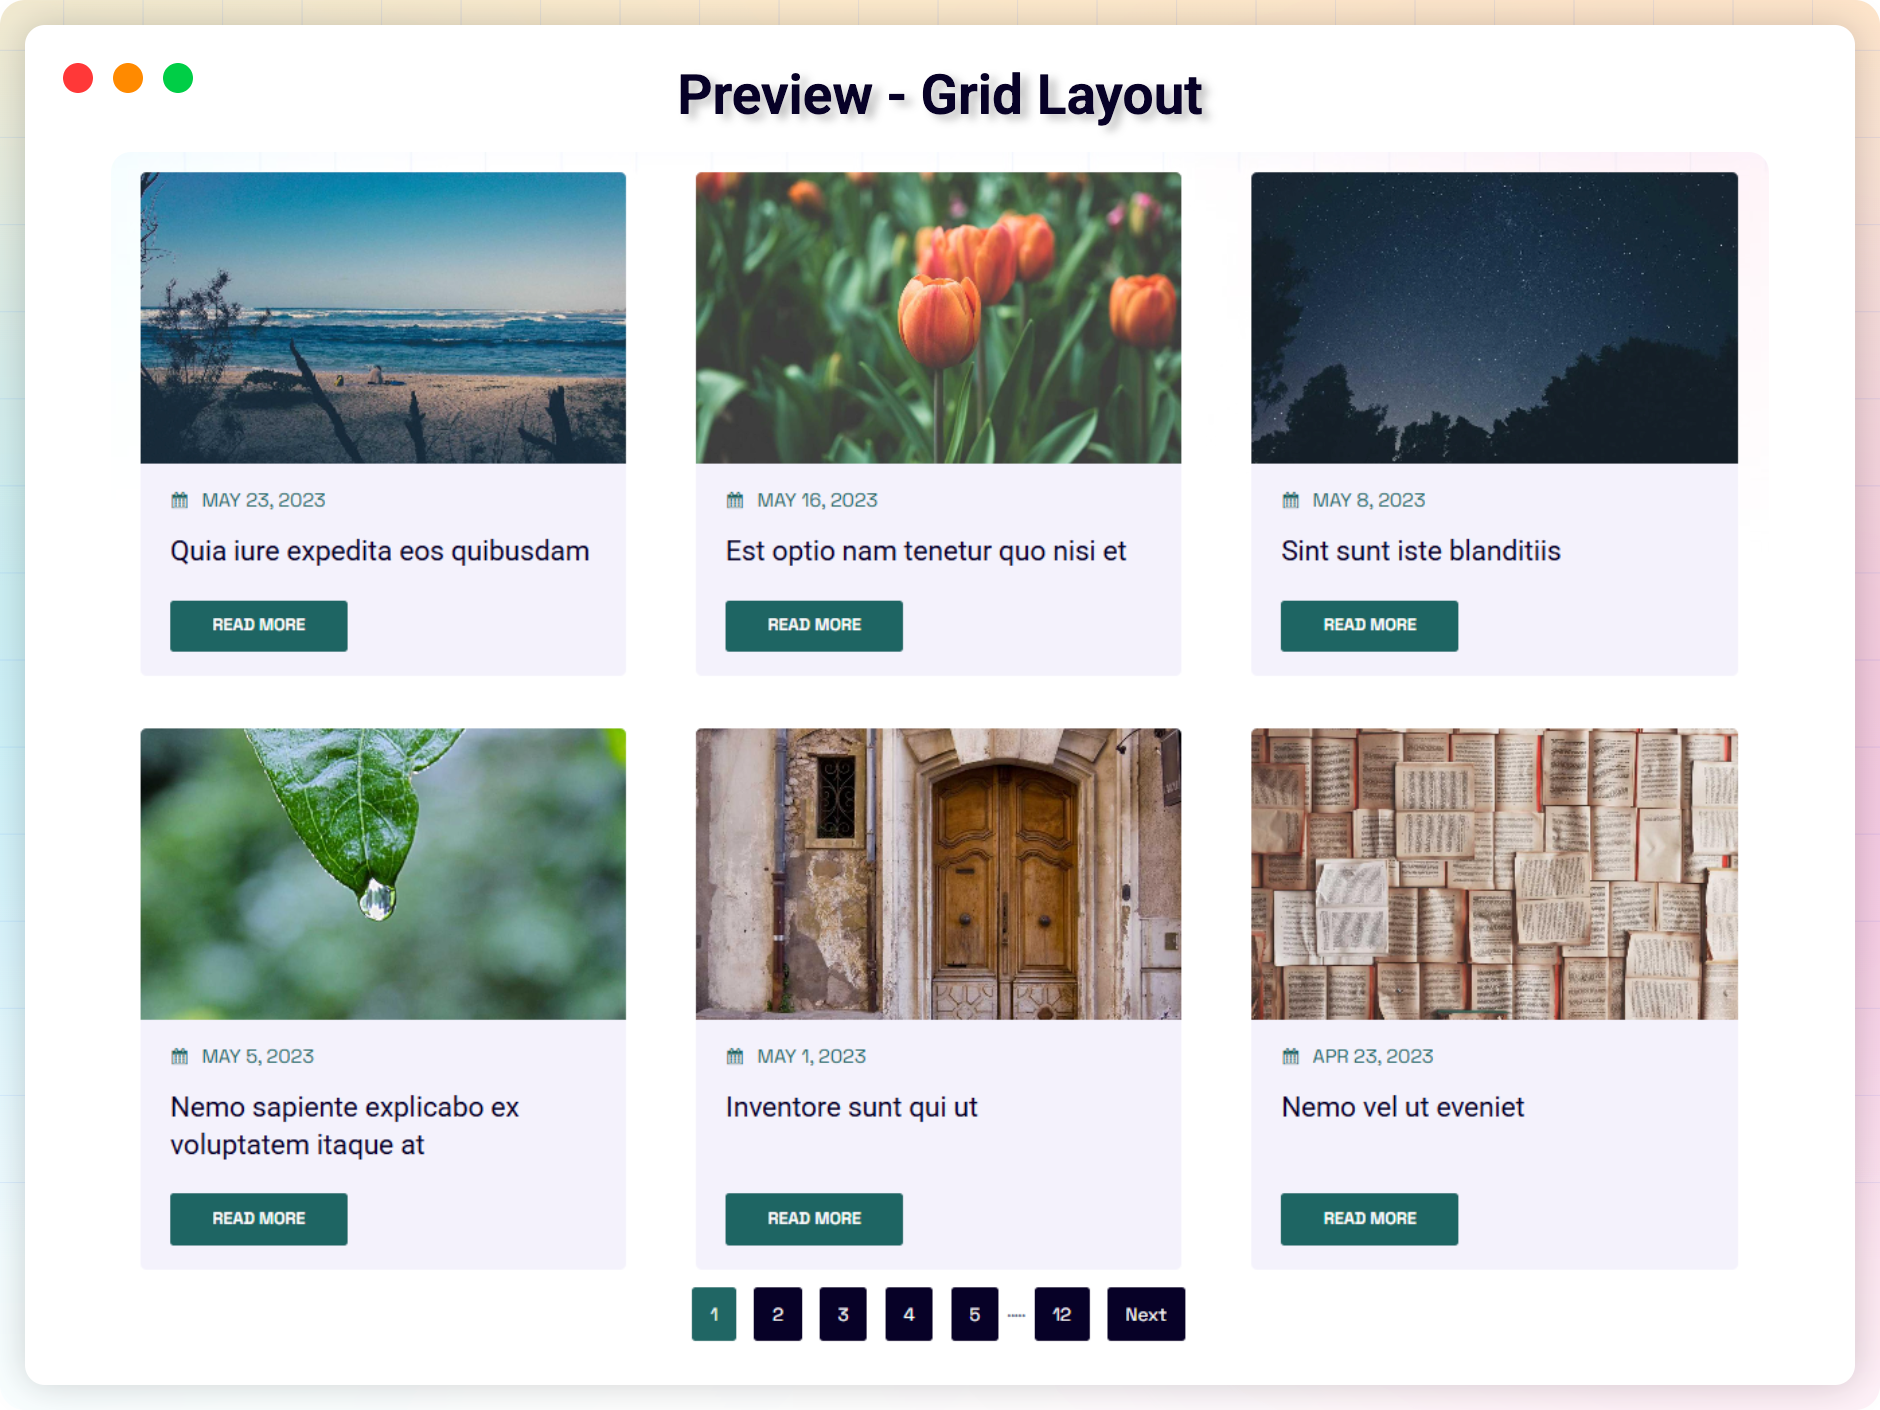 Preview - Grid Layout
MAY 23, 2023
Quia iure expedita eos quibusdam
READ MORE
MAY 16, 2023
Est optio nam tenetur quo nisi et
READ MORE
MAY 8, 2023
Sint sunt iste blanditiis
READ MORE
MAY 5, 2023
Nemo sapiente explicabo ex
voluptatem itaque at
READ MORE
MAY 1, 2023
Inventore sunt qui ut
READ MORE
APR 23, 2023
Nemo vel ut eveniet
READ MORE
1 2 3 4 5 ..... 12 Next